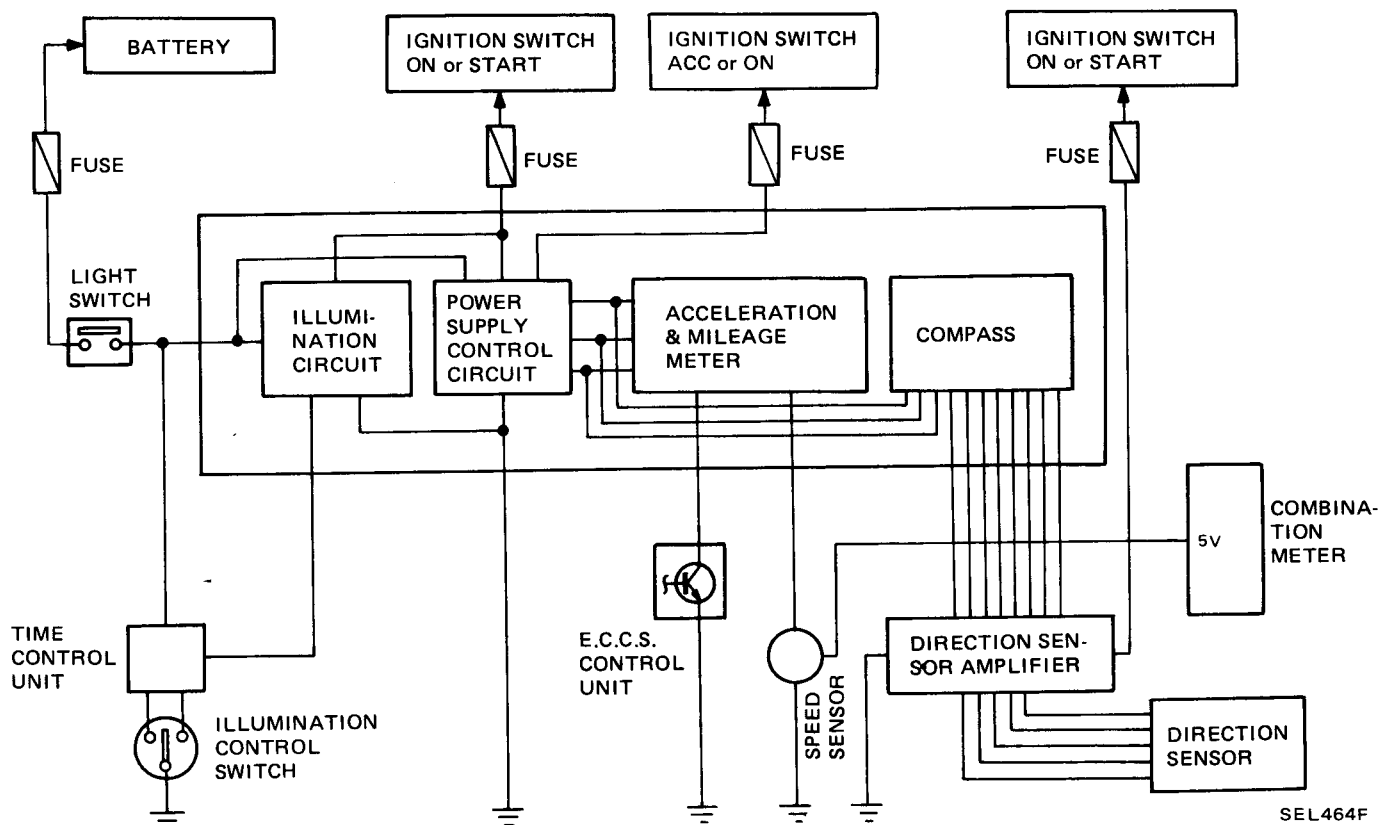 BATTERY
IGNITION SWITCH
ON or START
IGNITION SWITCH
ACC or ON
IGNITION SWITCH
ON or START
FUSE
FUSE
FUSE
FUSE
LIGHT
SWITCH
ILLUMI-
NATION
CIRCUIT
POWER
SUPPLY
CONTROL
CIRCUIT
ACCELERATION
& MILEAGE
METER
COMPASS
COMBINA-
TION
METER
5V
TIME
CONTROL
UNIT
E.C.C.S.
CONTROL
UNIT
SPEED
SENSOR
DIRECTION SEN-
SOR AMPLIFIER
ILLUMINATION
CONTROL
SWITCH
DIRECTION
SENSOR
SEL464F